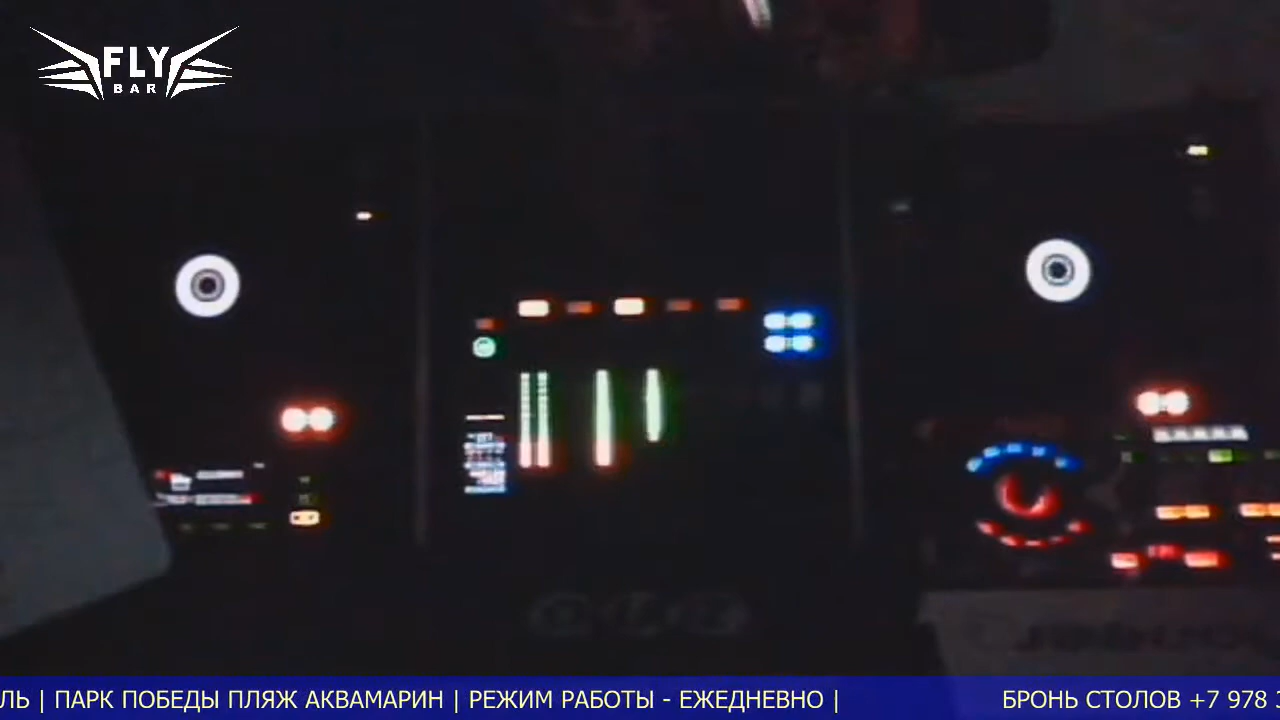 FLY
BAR
ЛЬ | ПАРК ПОБЕДЫ ПЛЯЖ АКВАМАРИН | РЕЖИМ РАБОТЫ - ЕЖЕДНЕВНО | БРОНЬ СТОЛОВ +7 978